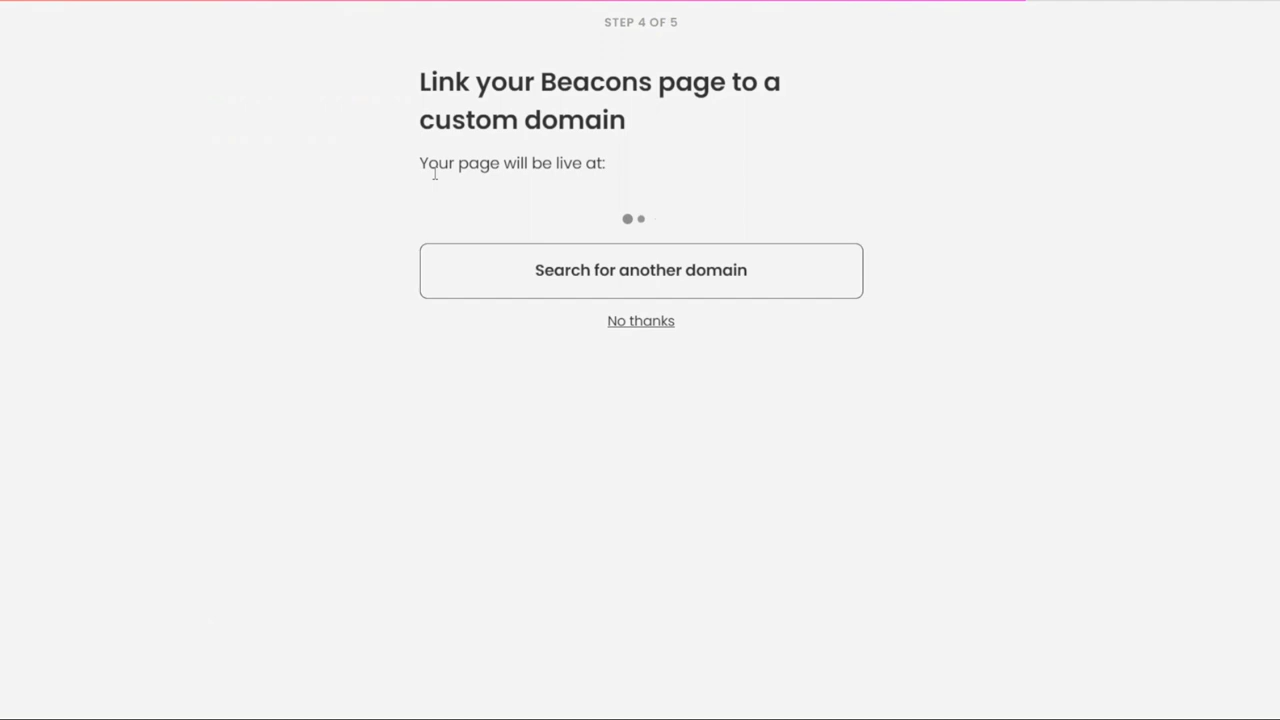 STEP 4 OF 5
Link your Beacons page to a
custom domain
Your page will be live at:
Search for another domain
No thanks